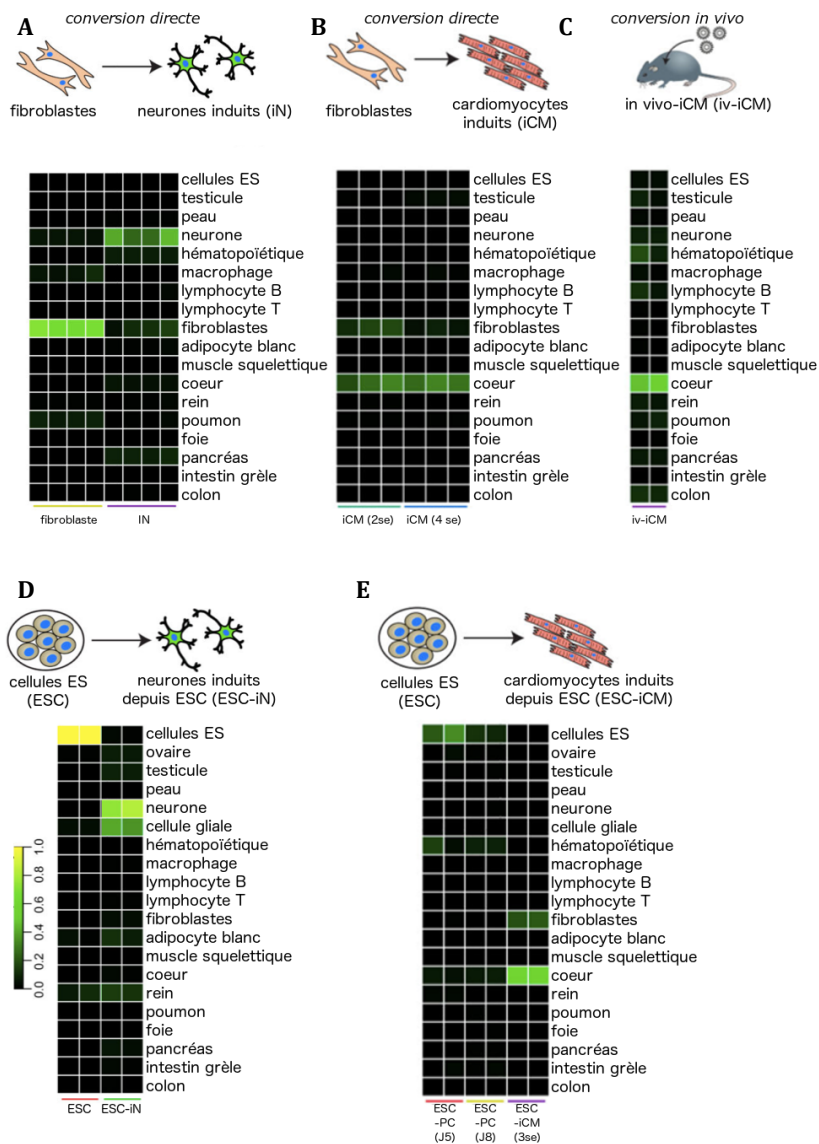 A
conversion directe
fibroblastes
neurones induits (iN)
B
conversion directe
fibroblastes
cardiomyocytes
induits (iCM)
C
conversion in vivo
in vivo-iCM (iv-iCM)
cellules ES
testicule
peau
neurone
hématopoïétique
macrophage
lymphocyte B
lymphocyte T
fibroblastes
adipocyte blanc
muscle squelettique
coeur
rein
poumon
foie
pancréas
intestin grèle
colon
fibroblaste
IN
cellules ES
testicule
peau
neurone
hématopoïétique
macrophage
lymphocyte B
lymphocyte T
fibroblastes
adipocyte blanc
muscle squelettique
coeur
rein
poumon
foie
pancréas
intestin grèle
colon
iCM (2se)
iCM (4 se)
cellules ES
testicule
peau
neurone
hématopoïétique
macrophage
lymphocyte B
lymphocyte T
fibroblastes
adipocyte blanc
muscle squelettique
coeur
rein
poumon
foie
pancréas
intestin grèle
colon
iv-iCM
D
cellules ES
(ESC)
neurones induits
depuis ESC (ESC-iN)
cellules ES
ovaire
testicule
peau
neurone
cellule gliale
hématopoïétique
macrophage
lymphocyte B
lymphocyte T
fibroblastes
adipocyte blanc
muscle squelettique
coeur
rein
poumon
foie
pancréas
intestin grèle
colon
1.0
0.8
0.6
0.4
0.2
0.0
ESC
ESC-iN
E
cellules ES
(ESC)
cardiomyocytes induits
depuis ESC (ESC-iCM)
cellules ES
ovaire
testicule
peau
neurone
cellule gliale
hématopoïétique
macrophage
lymphocyte B
lymphocyte T
fibroblastes
adipocyte blanc
muscle squelettique
coeur
rein
poumon
foie
pancréas
intestin grèle
colon
ESC
-PC
(J5)
ESC
-PC
(J8)
ESC
-iCM
(3se)